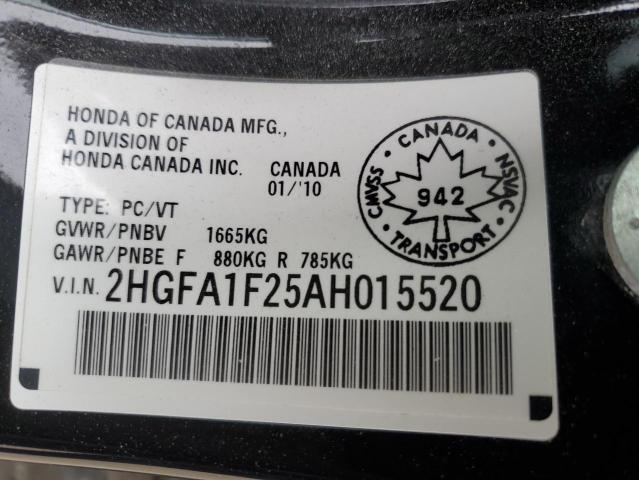 HONDA OF CANADA MFG.,
A DIVISION OF
HONDA CANADA INC. CANADA
01/'10
TYPE: PC/VT
GVWR/PNBV 1665KG
GAWR/PNBE F 880KG R 785KG
V.I.N. 2HGFA1F25AH015520
CANADA
CMVSS
NSVAC
942
TRANSPORT